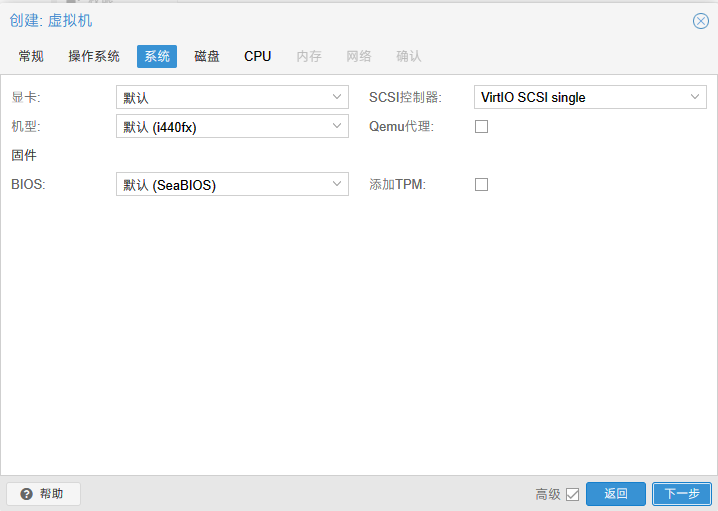 创建: 虚拟机
常规 操作系统 系统 磁盘 CPU 内存 网络 确认
显卡: 默认 SCSI控制器: VirtIO SCSI single
机型: 默认 (i440fx) Qemu代理:
固件
BIOS: 默认 (SeaBIOS) 添加TPM:
帮助 高级 返回 下一步